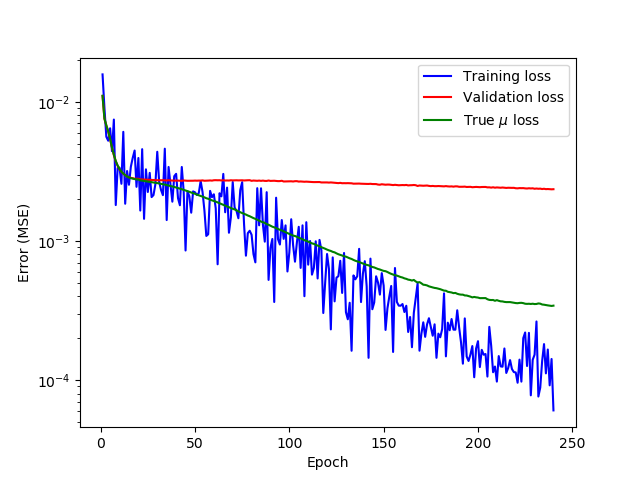 Training loss
Validation loss
True μ loss
10⁻²
10⁻³
10⁻⁴
Error (MSE)
0 50 100 150 200 250
Epoch